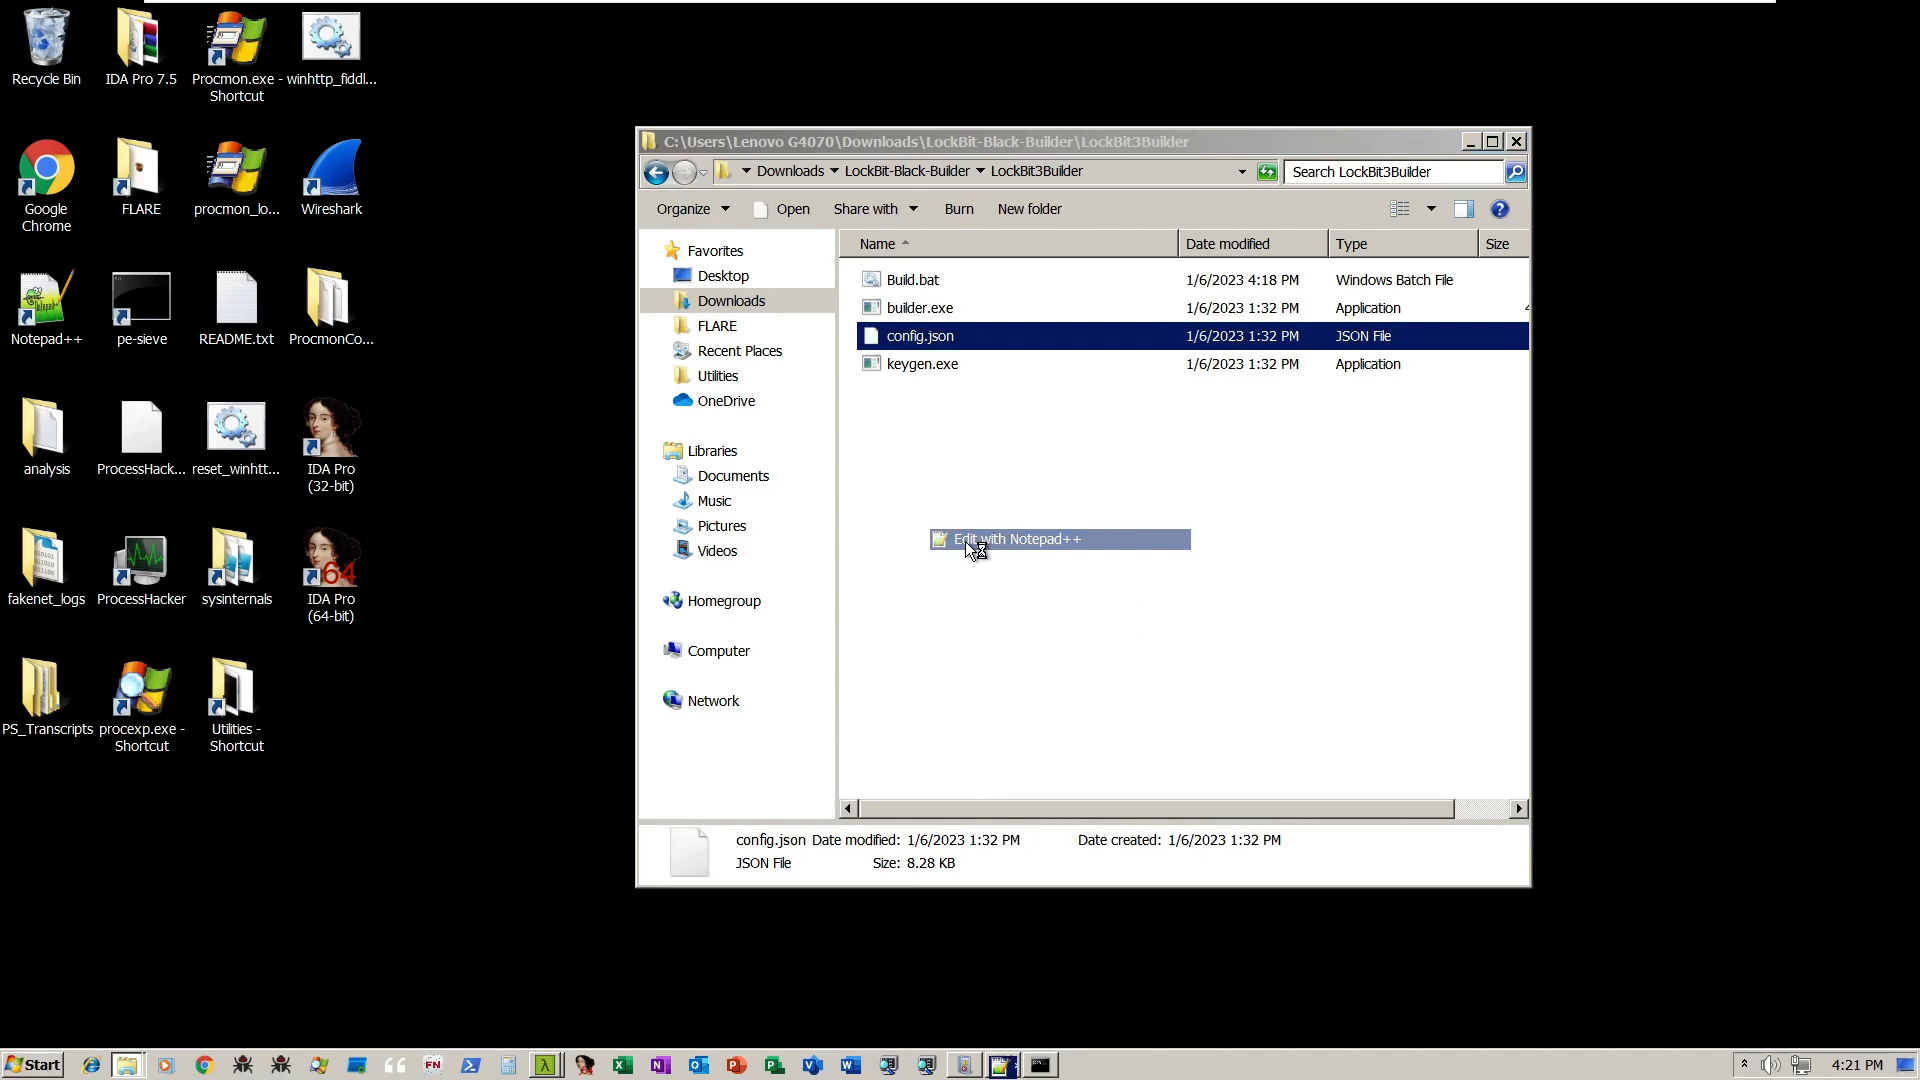 Recycle Bin
IDA Pro 7.5
Procmon.exe - Shortcut
winhttp_fiddl...
Google Chrome
FLARE
procmon_lo...
Wireshark
Notepad++
pe-sieve
README.txt
ProcmonCo...
analysis
ProcessHack...
reset_winhtt...
IDA Pro (32-bit)
fakenet_logs
ProcessHacker
sysinternals
64
IDA Pro (64-bit)
PS_Transcripts
procexp.exe - Shortcut
Utilities - Shortcut
C:\Users\Lenovo G4070\Downloads\LockBit-Black-Builder\LockBit3Builder
Downloads LockBit-Black-Builder LockBit3Builder
Search LockBit3Builder
Organize Open Share with Burn New folder
Favorites
Desktop
Downloads
FLARE
Recent Places
Utilities
OneDrive
Libraries
Documents
Music
Pictures
Videos
Homegroup
Computer
Network
Name Date modified Type Size
Build.bat 1/6/2023 4:18 PM Windows Batch File
builder.exe 1/6/2023 1:32 PM Application
config.json 1/6/2023 1:32 PM JSON File
keygen.exe 1/6/2023 1:32 PM Application
Edit with Notepad++
config.json Date modified: 1/6/2023 1:32 PM Date created: 1/6/2023 1:32 PM
JSON File Size: 8.28 KB
Start
FN
4:21 PM